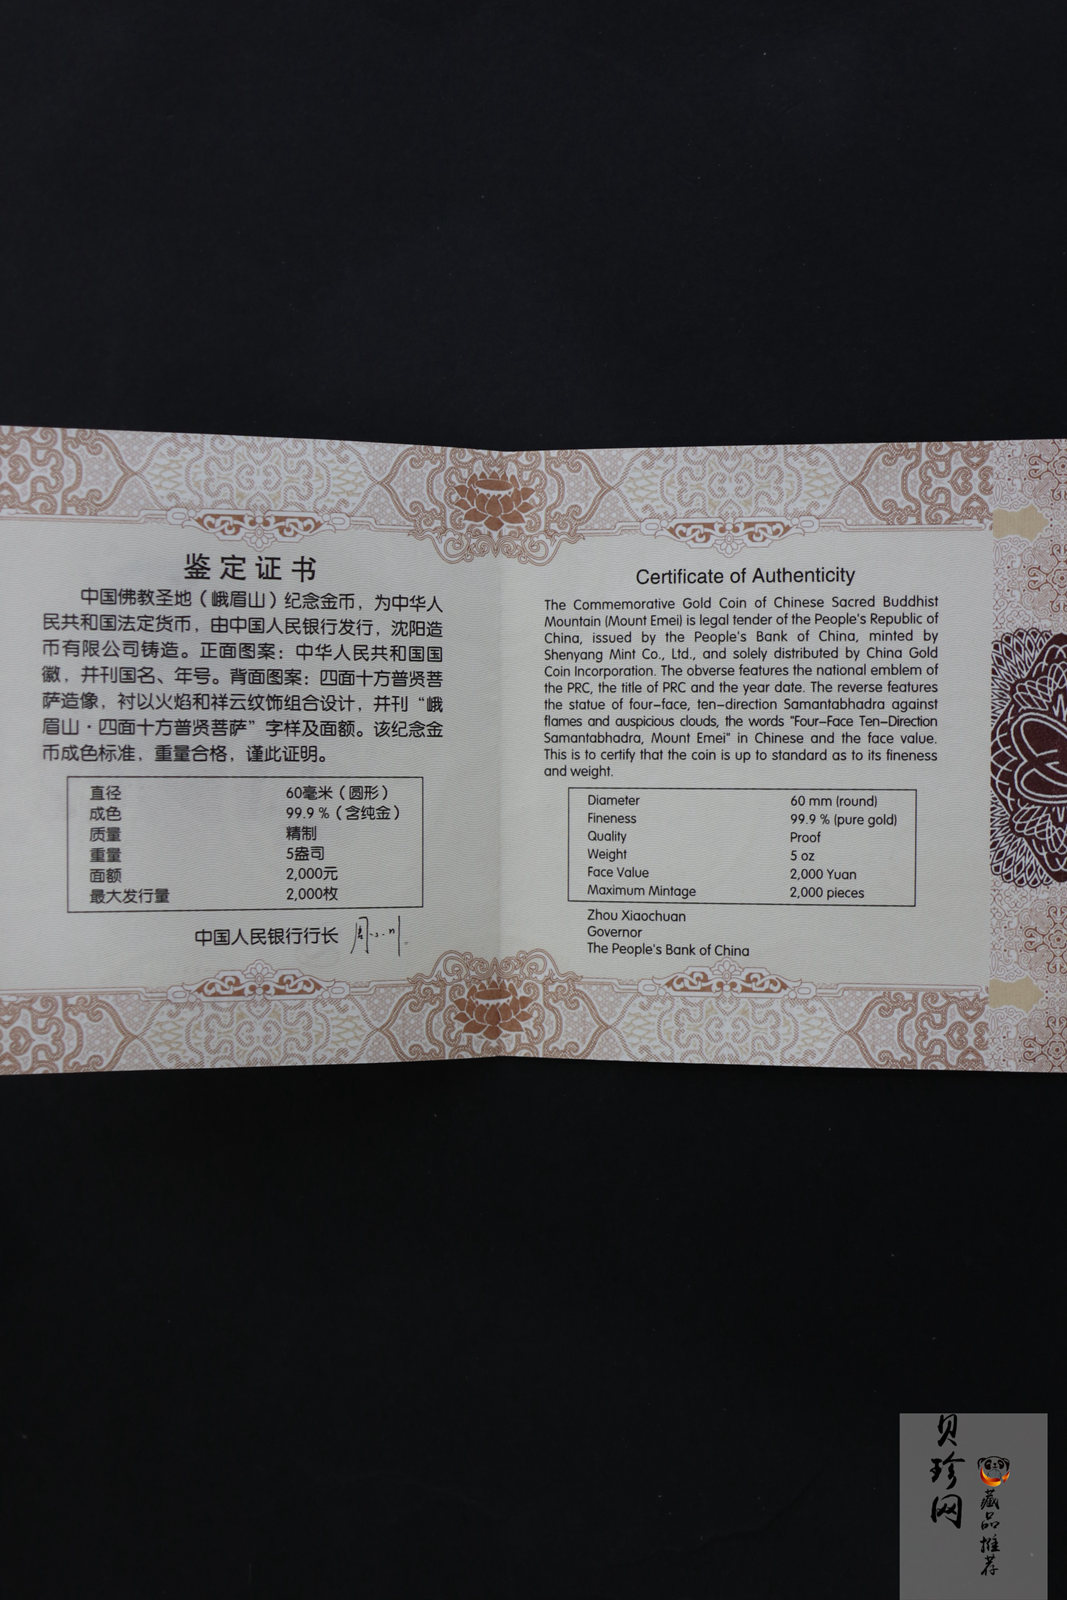 鉴定证书
中国佛教圣地（峨眉山）纪念金币，为中华人
民共和国法定货币，由中国人民银行发行，沈阳造
币有限公司铸造。正面图案：中华人民共和国国
徽，并刊国名、年号。背面图案：四面十方普贤菩
萨造像，衬以火焰和祥云纹饰组合设计，并刊“峨
眉山·四面十方普贤菩萨”字样及面额。该纪念金
币成色标准，重量合格，谨此证明。
直径 60毫米（圆形）
成色 99.9％（含纯金）
质量 精制
重量 5盎司
面额 2,000元
最大发行量 2,000枚
中国人民银行行长
Certificate of Authenticity
The Commemorative Gold Coin of Chinese Sacred Buddhist
Mountain (Mount Emei) is legal tender of the People's Republic of
China, issued by the People's Bank of China, minted by
Shenyang Mint Co., Ltd., and solely distributed by China Gold
Coin Incorporation. The obverse features the national emblem of
the PRC, the title of PRC and the year date. The reverse features
the statue of four-face, ten-direction Samantabhadra against
flames and auspicious clouds, the words "Four-Face Ten-Direction
Samantabhadra, Mount Emei" in Chinese and the face value.
This is to certify that the coin is up to standard as to its fineness
and weight.
Diameter 60 mm (round)
Fineness 99.9 % (pure gold)
Quality Proof
Weight 5 oz
Face Value 2,000 Yuan
Maximum Mintage 2,000 pieces
Zhou Xiaochuan
Governor
The People's Bank of China
贝珍网
藏品推荐